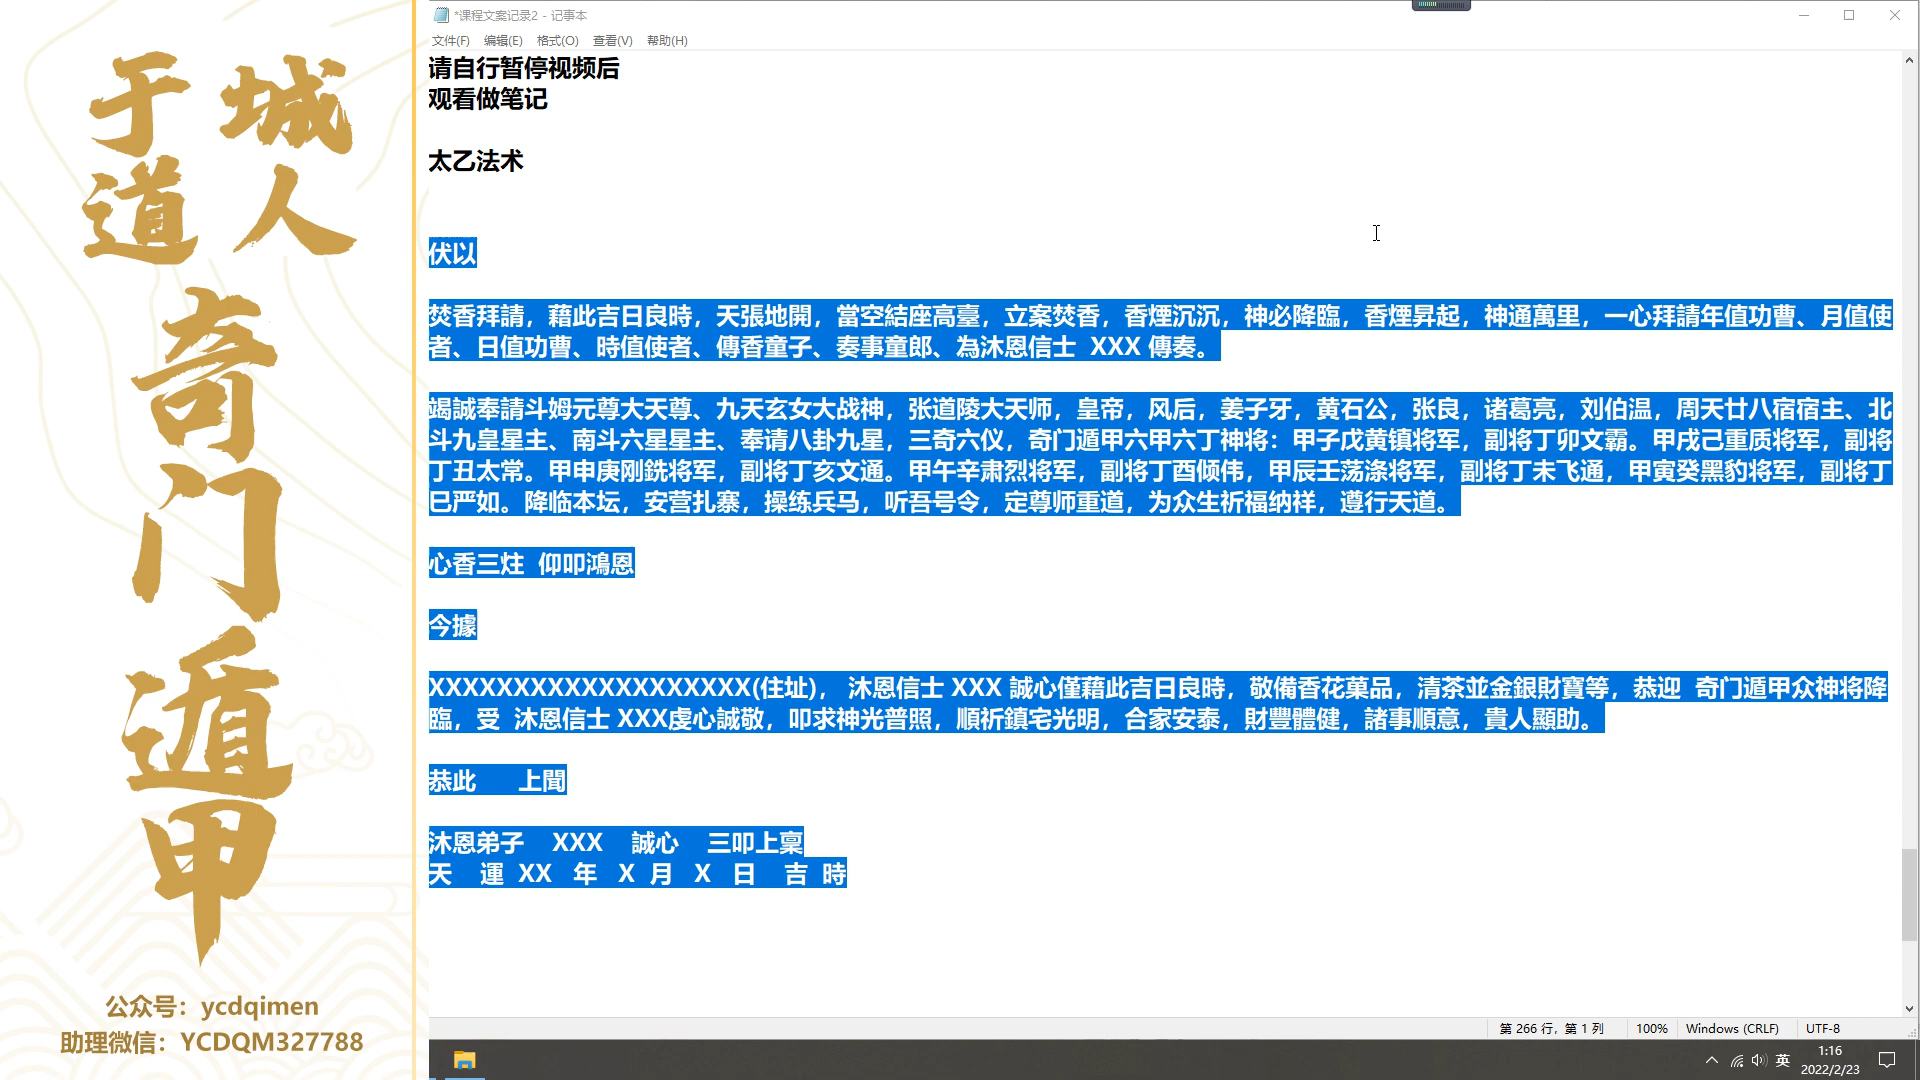 于城
道人
奇门遁甲
公众号：ycdqimen
助理微信：YCDQM327788
*课程文案记录2 - 记事本
文件(F) 编辑(E) 格式(O) 查看(V) 帮助(H)
请自行暂停视频后
观看做笔记
太乙法术
伏以
焚香拜請，藉此吉日良時，天張地開，當空結座高臺，立案焚香，香煙沉沉，神必降臨，香煙昇起，神通萬里，一心拜請年值功曹、月值使
者、日值功曹、時值使者、傳香童子、奏事童郎、為沐恩信士 XXX 傳奏。
竭誠奉請斗姆元尊大天尊、九天玄女大战神，张道陵大天师，皇帝，风后，姜子牙，黄石公，张良，诸葛亮，刘伯温，周天廿八宿宿主、北
斗九皇星主、南斗六星星主、奉请八卦九星，三奇六仪，奇门遁甲六甲六丁神将：甲子戊黄镇将军，副将丁卯文霸。甲戌己重质将军，副将
丁丑太常。甲申庚刚銑将军，副将丁亥文通。甲午辛肃烈将军，副将丁酉倾伟，甲辰壬荡涤将军，副将丁未飞通，甲寅癸黑豹将军，副将丁
巳严如。降临本坛，安营扎寨，操练兵马，听吾号令，定尊师重道，为众生祈福纳祥，遵行天道。
心香三炷 仰叩鴻恩
今據
XXXXXXXXXXXXXXXXXXX(住址)， 沐恩信士 XXX 誠心僅藉此吉日良時，敬備香花菓品，清茶並金銀財寶等，恭迎 奇门遁甲众神将降
臨，受 沐恩信士 XXX虔心誠敬，叩求神光普照，順祈鎮宅光明，合家安泰，財豐體健，諸事順意，貴人顯助。
恭此 上聞
沐恩弟子 XXX 誠心 三叩上稟
天 運 XX 年 X 月 X 日 吉 時
第 266 行，第 1 列 100% Windows (CRLF) UTF-8
英
1:16
2022/2/23